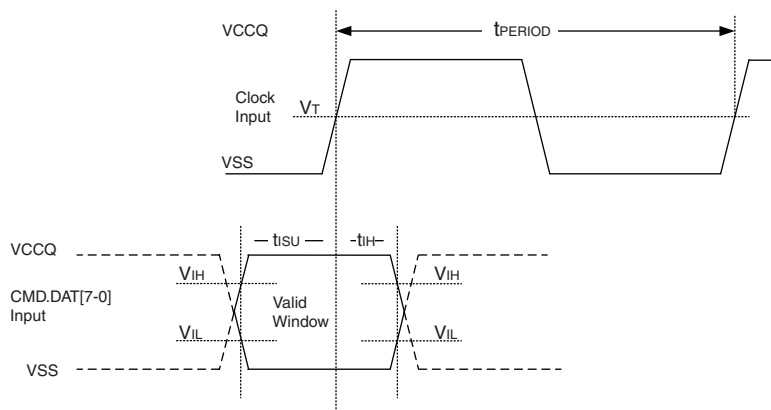 VCCQ
tPERIOD
Clock
Input
VT
VSS
tISU
tIH
VCCQ
VIH
VIH
CMD.DAT[7-0]
Input
Valid
Window
VIL
VIL
VSS